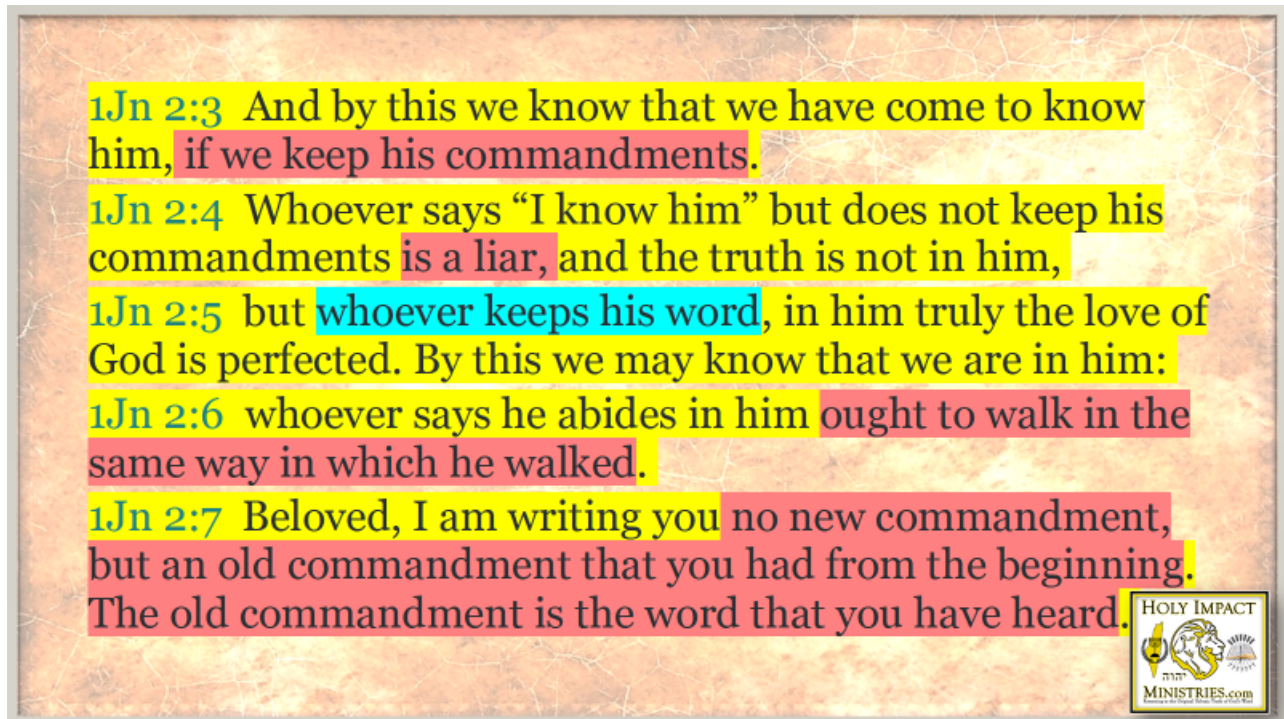 1Jn 2:3 And by this we know that we have come to know
him, if we keep his commandments.
1Jn 2:4 Whoever says “I know him” but does not keep his
commandments is a liar, and the truth is not in him,
1Jn 2:5 but whoever keeps his word, in him truly the love of
God is perfected. By this we may know that we are in him:
1Jn 2:6 whoever says he abides in him ought to walk in the
same way in which he walked.
1Jn 2:7 Beloved, I am writing you no new commandment,
but an old commandment that you had from the beginning.
The old commandment is the word that you have heard.
HOLY IMPACT
יהוה
MINISTRIES.com